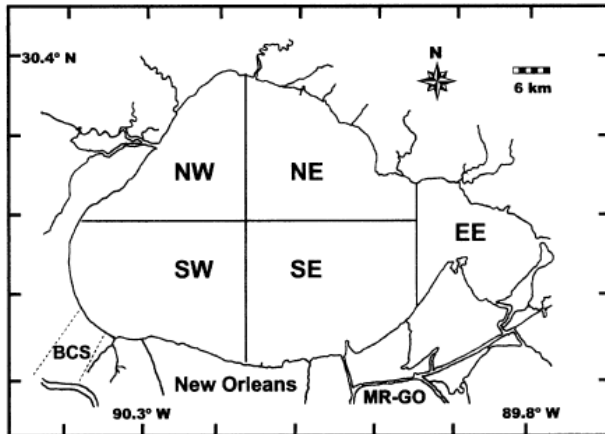 30.4° N
N
6 km
NW
NE
EE
SW
SE
BCS
New Orleans
MR-GO
90.3° W
89.8° W